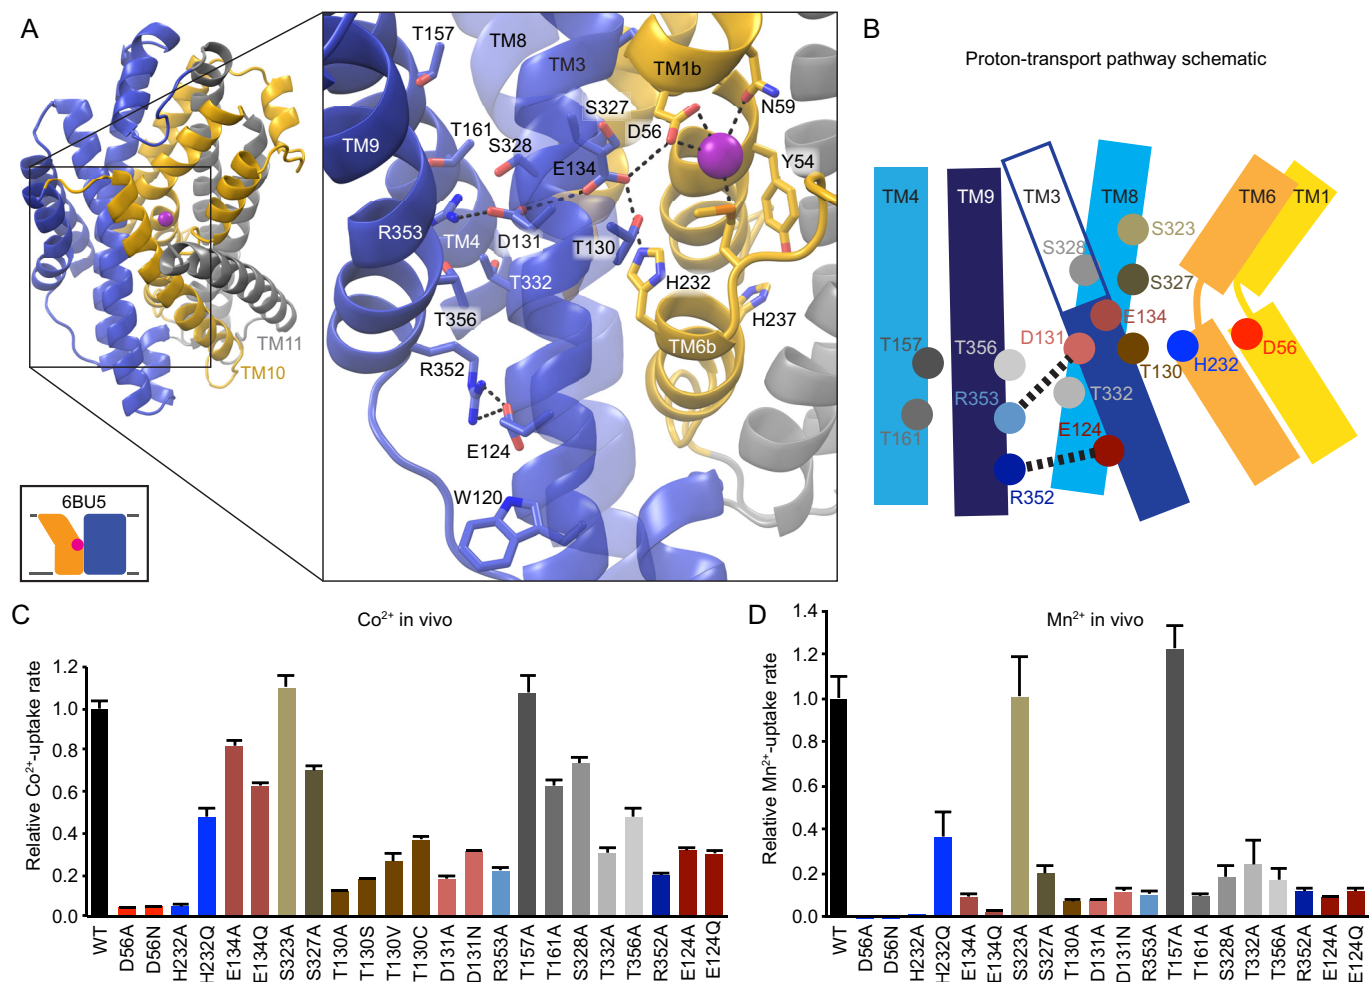 A
T157
TM8
TM3
TM1b
N59
S327
D56
T161
S328
TM9
E134
Y54
R353
TM4
D131
T130
T332
H232
H237
T356
TM6b
R352
E124
W120
TM11
TM10
6BU5
B
Proton-transport pathway schematic
TM4
TM9
TM3
TM8
TM6
TM1
S323
S328
S327
E134
D131
T157
T356
T130
H232
D56
R353
T332
T161
E124
R352
C
Co²⁺ in vivo
Relative Co²⁺-uptake rate
1.2
1.0
0.8
0.6
0.4
0.2
0.0
WT
D56A
D56N
H232A
H232Q
E134A
E134Q
S323A
S327A
T130A
T130S
T130V
T130C
D131A
D131N
R353A
T157A
T161A
S328A
T332A
T356A
R352A
E124A
E124Q
D
Mn²⁺ in vivo
Relative Mn²⁺-uptake rate
1.4
1.2
1.0
0.8
0.6
0.4
0.2
0.0
WT
D56A
D56N
H232A
H232Q
E134A
E134Q
S323A
S327A
T130A
D131A
D131N
R353A
T157A
T161A
S328A
T332A
T356A
R352A
E124A
E124Q